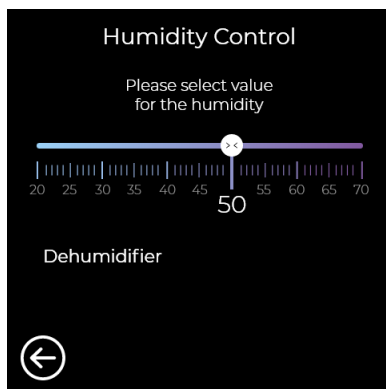 Humidity Control
Please select value
for the humidity
20 25 30 35 40 45 50 55 60 65 70
Dehumidifier